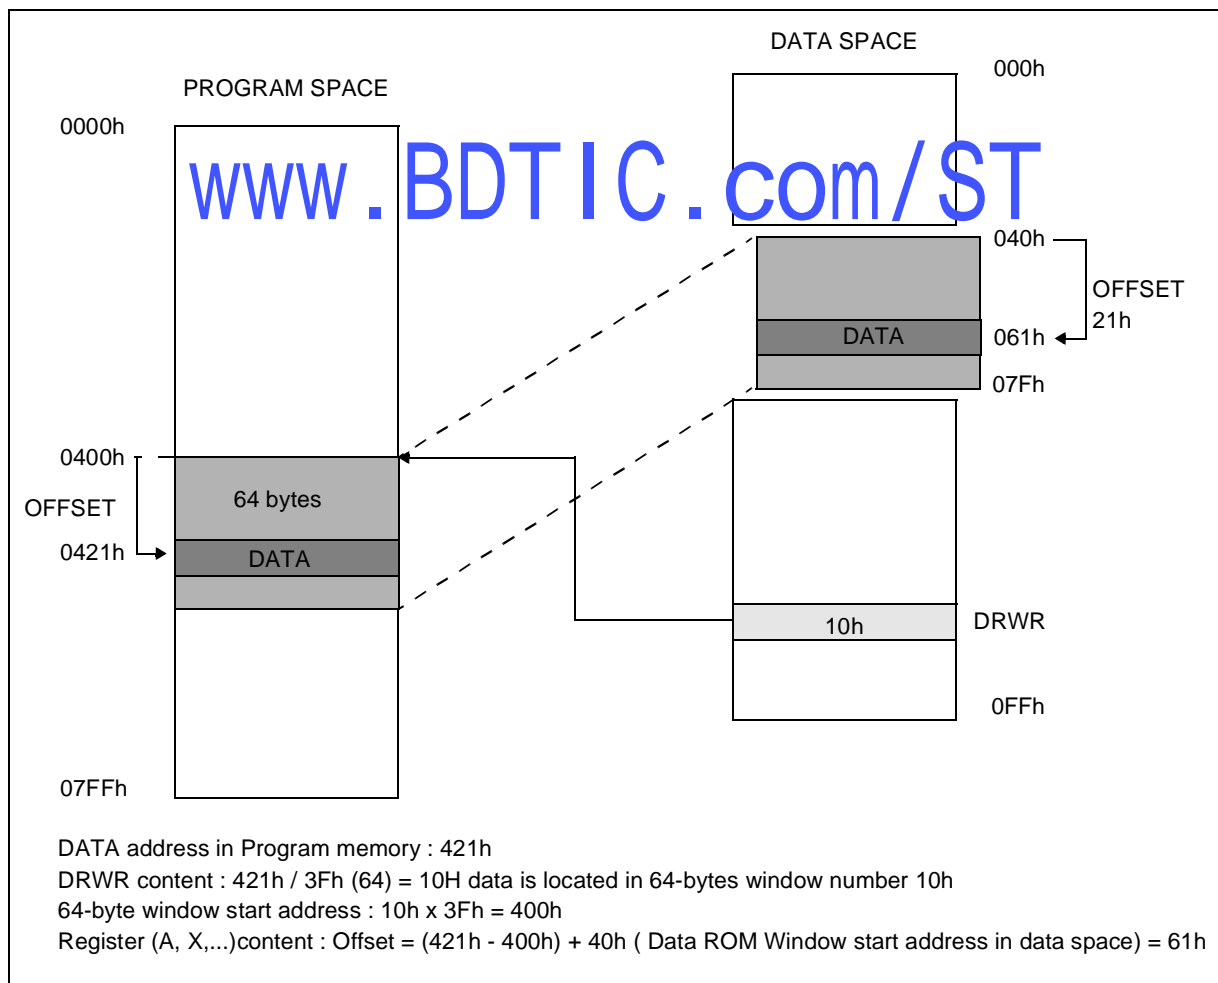 DATA SPACE
000h
PROGRAM SPACE
0000h
www.BDTIC.com/ST
040h
OFFSET
21h
DATA
061h
07Fh
0400h
64 bytes
OFFSET
0421h
DATA
10h
DRWR
0FFh
07FFh
DATA address in Program memory : 421h
DRWR content : 421h / 3Fh (64) = 10H data is located in 64-bytes window number 10h
64-byte window start address : 10h x 3Fh = 400h
Register (A, X,...)content : Offset = (421h - 400h) + 40h ( Data ROM Window start address in data space) = 61h